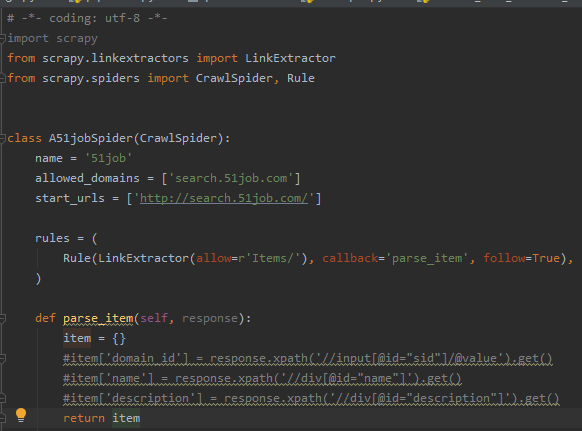 # -*- coding: utf-8 -*-
import scrapy
from scrapy.linkextractors import LinkExtractor
from scrapy.spiders import CrawlSpider, Rule


class A51jobSpider(CrawlSpider):
    name = '51job'
    allowed_domains = ['search.51job.com']
    start_urls = ['http://search.51job.com/']

    rules = (
        Rule(LinkExtractor(allow=r'Items/'), callback='parse_item', follow=True),
    )

    def parse_item(self, response):
        item = {}
        #item['domain_id'] = response.xpath('//input[@id="sid"]/@value').get()
        #item['name'] = response.xpath('//div[@id="name"]').get()
        #item['description'] = response.xpath('//div[@id="description"]').get()
        return item